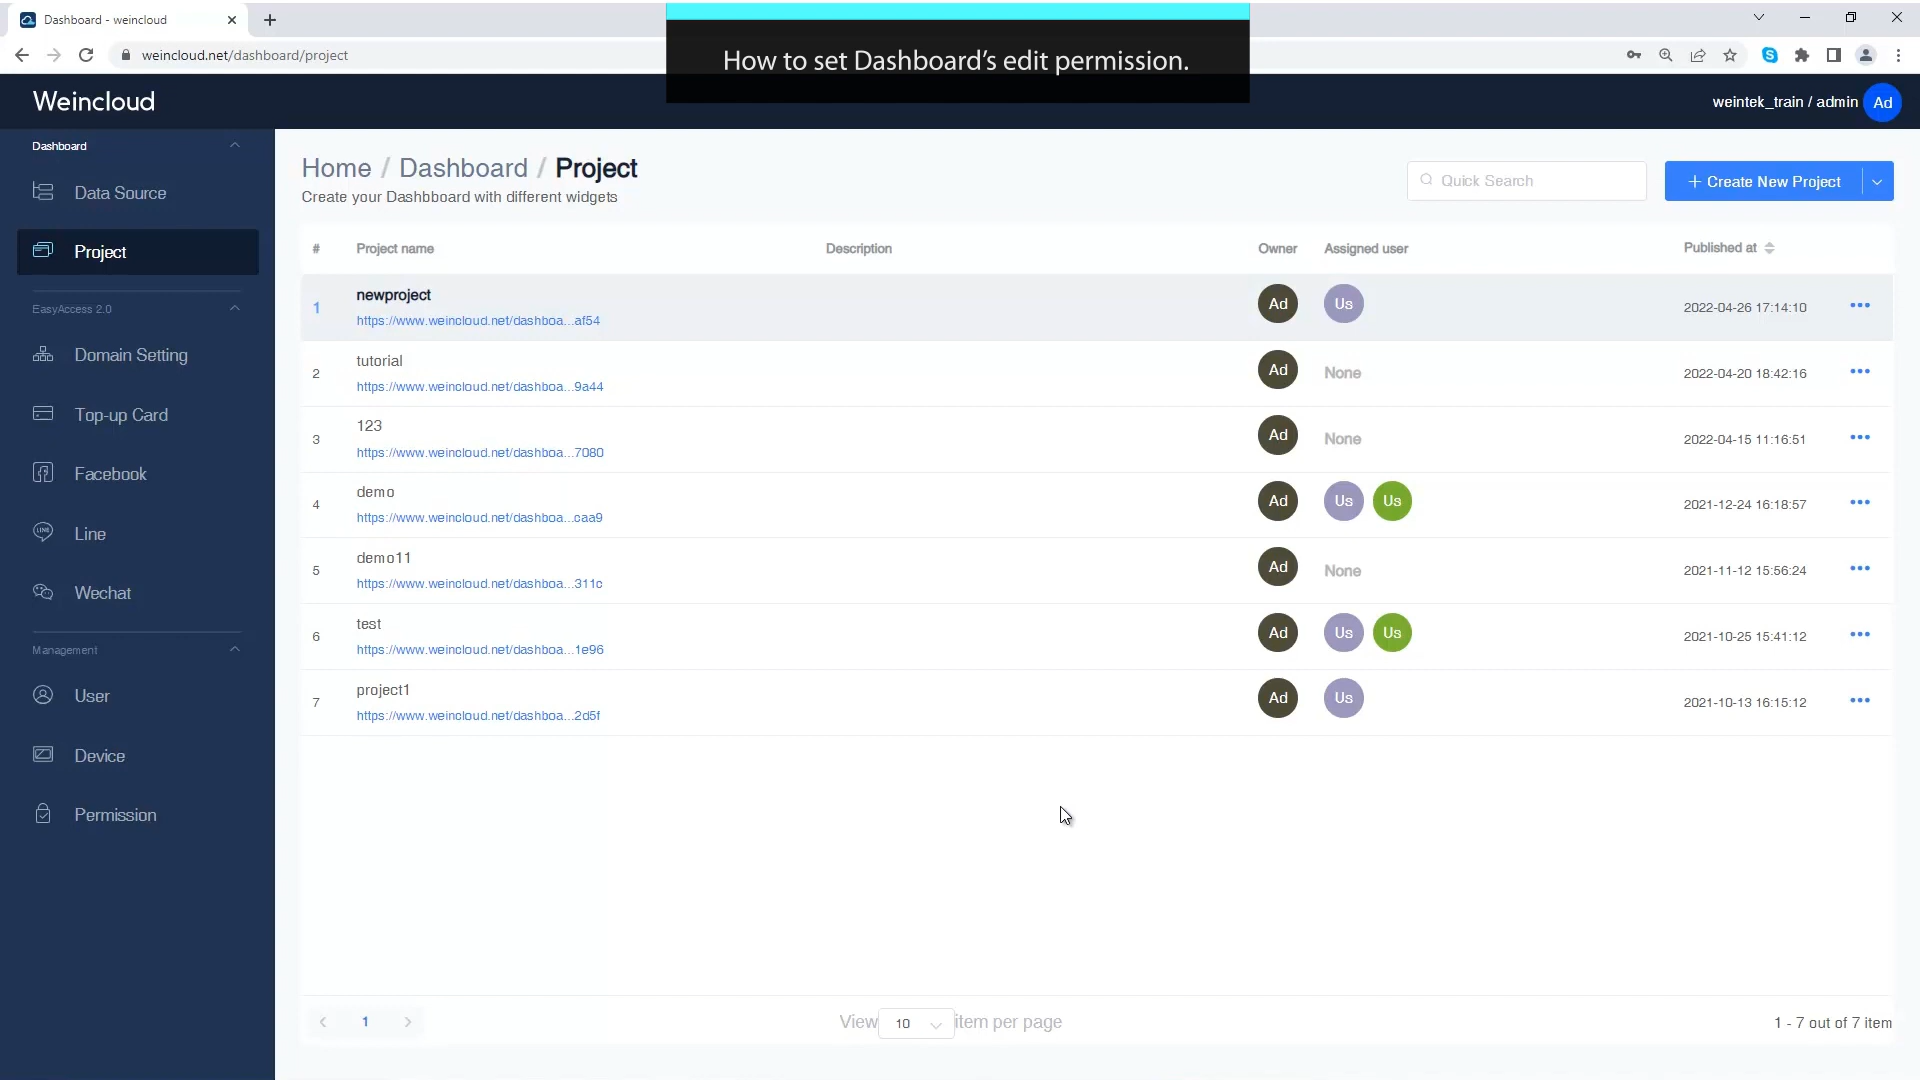 Dashboard - weincloud
weincloud.net/dashboard/project
How to set Dashboard’s edit permission.
Weincloud
weintek_train / admin Ad
Dashboard
Data Source
Project
EasyAccess 2.0
Domain Setting
Top-up Card
Facebook
Line
Wechat
Management
User
Device
Permission
Home / Dashboard / Project
Create your Dashbboard with different widgets
Quick Search
+ Create New Project
# Project name Description Owner Assigned user Published at
1 newproject Ad Us 2022-04-26 17:14:10
https://www.weincloud.net/dashboa...af54
2 tutorial Ad None 2022-04-20 18:42:16
https://www.weincloud.net/dashboa...9a44
3 123 Ad None 2022-04-15 11:16:51
https://www.weincloud.net/dashboa...7080
4 demo Ad Us Us 2021-12-24 16:18:57
https://www.weincloud.net/dashboa...caa9
5 demo11 Ad None 2021-11-12 15:56:24
https://www.weincloud.net/dashboa...311c
6 test Ad Us Us 2021-10-25 15:41:12
https://www.weincloud.net/dashboa...1e96
7 project1 Ad Us 2021-10-13 16:15:12
https://www.weincloud.net/dashboa...2d5f
1 View 10 item per page 1 - 7 out of 7 item